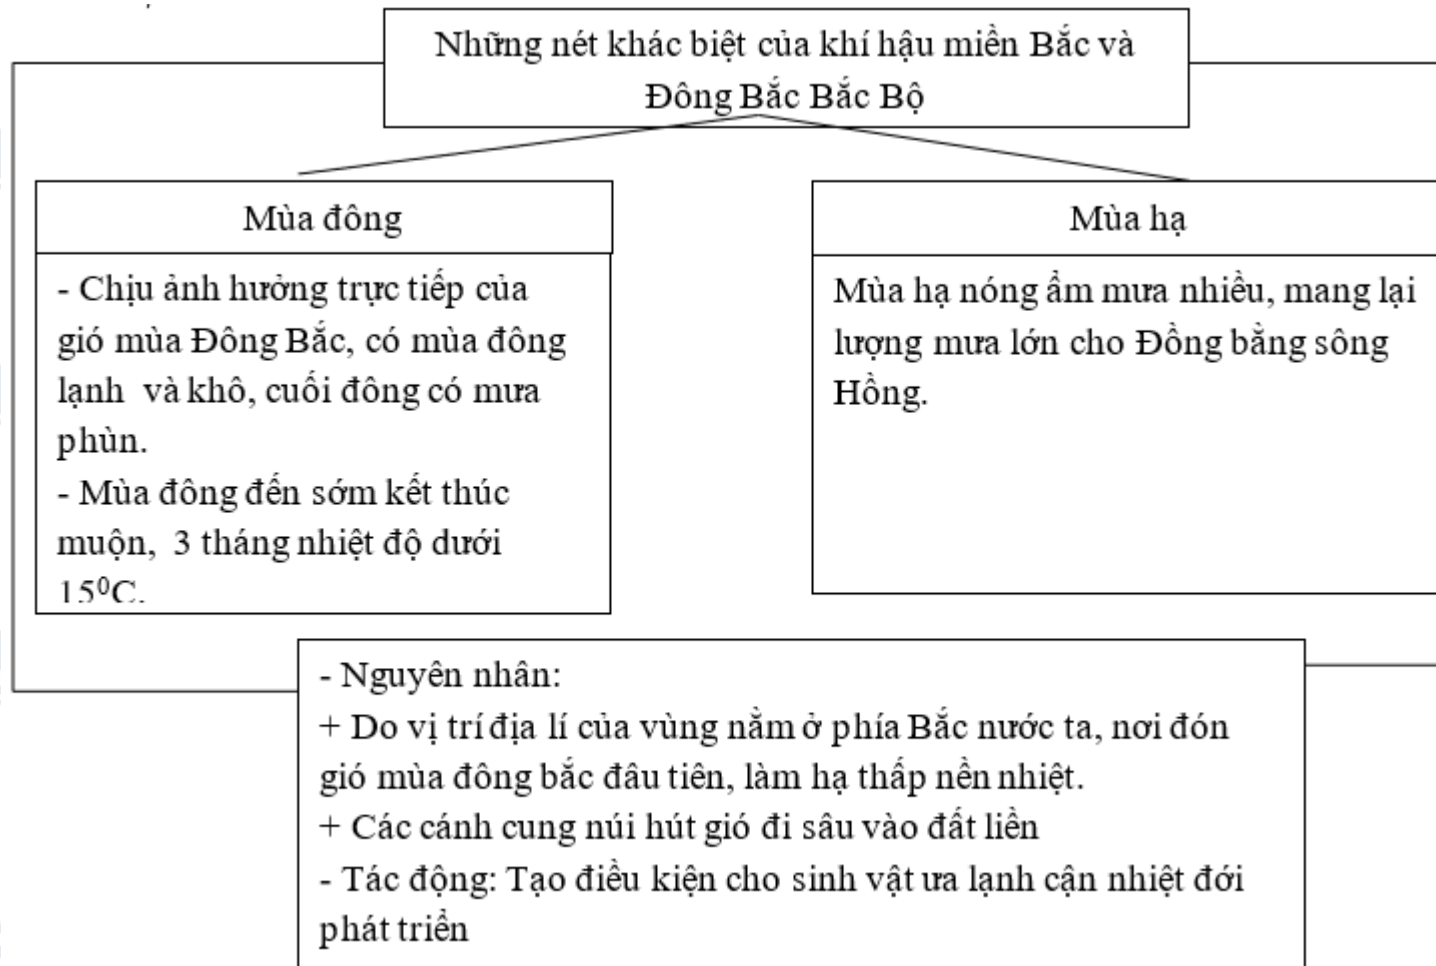 Những nét khác biệt của khí hậu miền Bắc và
Đông Bắc Bắc Bộ
Mùa đông
- Chịu ảnh hưởng trực tiếp của
gió mùa Đông Bắc, có mùa đông
lạnh và khô, cuối đông có mưa
phùn.
- Mùa đông đến sớm kết thúc
muộn, 3 tháng nhiệt độ dưới
15⁰C.
Mùa hạ
Mùa hạ nóng ẩm mưa nhiều, mang lại
lượng mưa lớn cho Đồng bằng sông
Hồng.
- Nguyên nhân:
+ Do vị trí địa lí của vùng nằm ở phía Bắc nước ta, nơi đón
gió mùa đông bắc đâu tiên, làm hạ thấp nền nhiệt.
+ Các cánh cung núi hút gió đi sâu vào đất liền
- Tác động: Tạo điều kiện cho sinh vật ưa lạnh cận nhiệt đới
phát triển